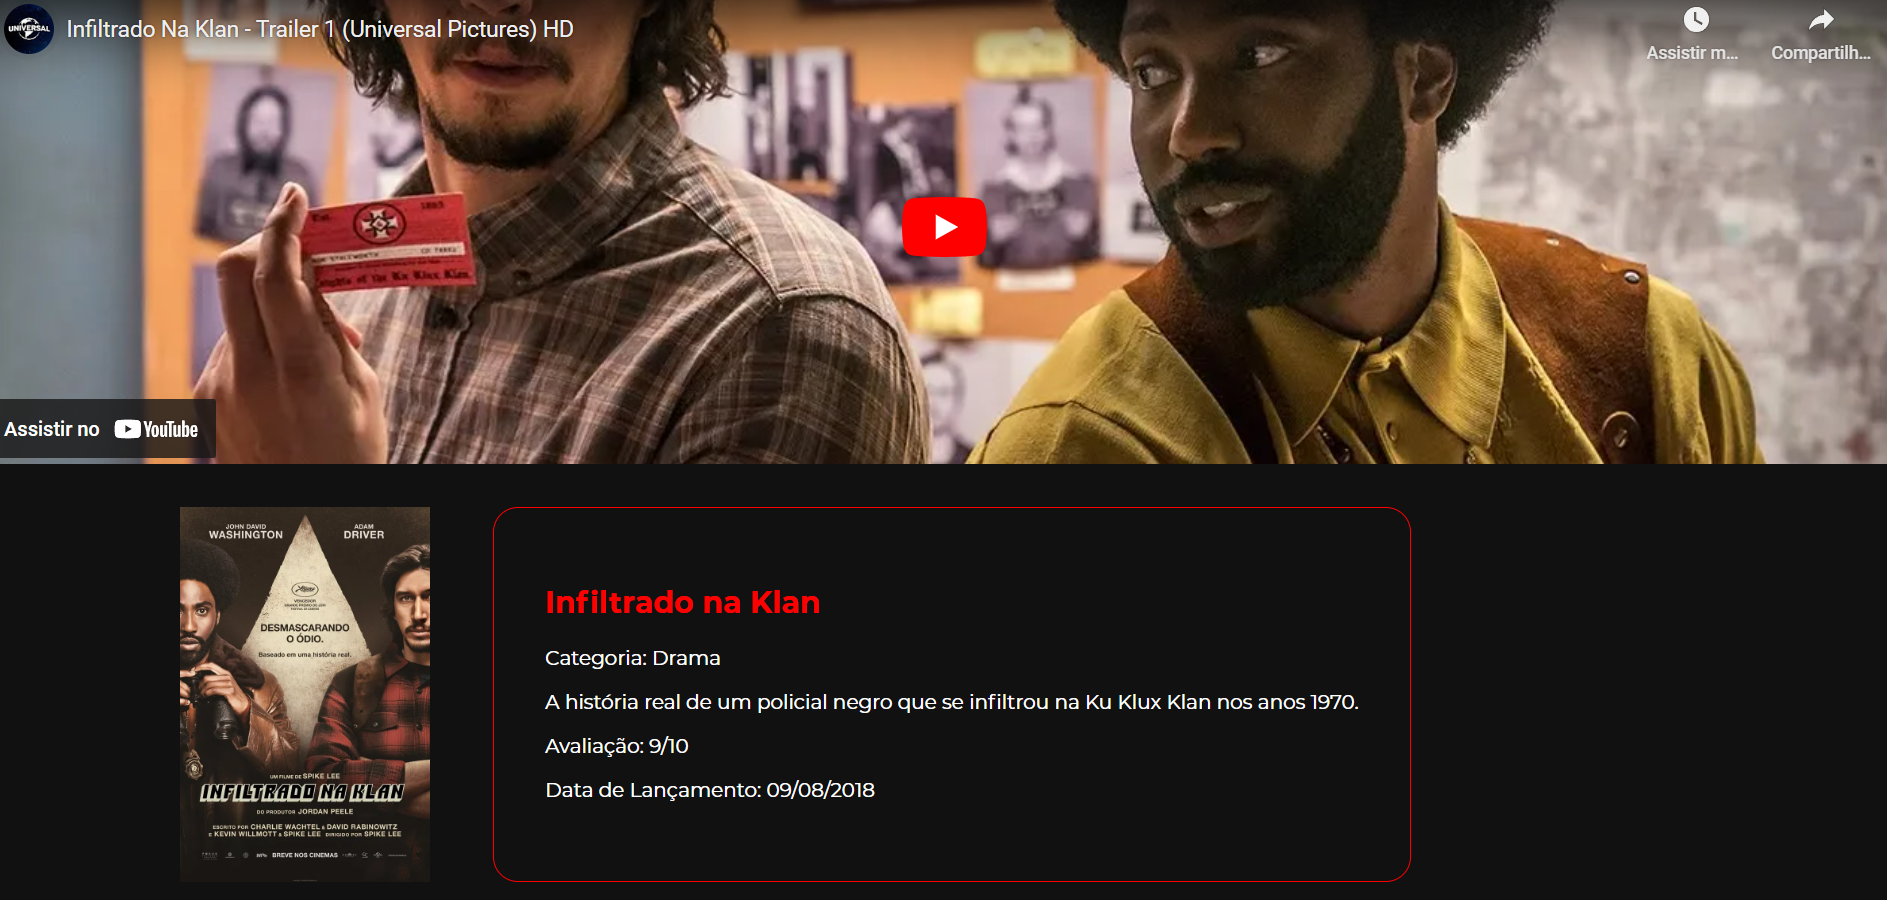 UNIVERSAL
Infiltrado Na Klan - Trailer 1 (Universal Pictures) HD
Assistir m...
Compartilh...
1883
Ku Klux Klan
Assistir no YouTube
JOHN DAVID
WASHINGTON
ADAM
DRIVER
DESMASCARANDO
O ÓDIO.
Baseado em uma história real.
UM FILME DE SPIKE LEE
INFILTRADO NA KLAN
DO PRODUTOR JORDAN PEELE
ESCRITO POR CHARLIE WACHTEL & DAVID RABINOWITZ
E KEVIN WILLMOTT & SPIKE LEE DIRIGIDO POR SPIKE LEE
BREVE NOS CINEMAS
Infiltrado na Klan
Categoria: Drama
A história real de um policial negro que se infiltrou na Ku Klux Klan nos anos 1970.
Avaliação: 9/10
Data de Lançamento: 09/08/2018